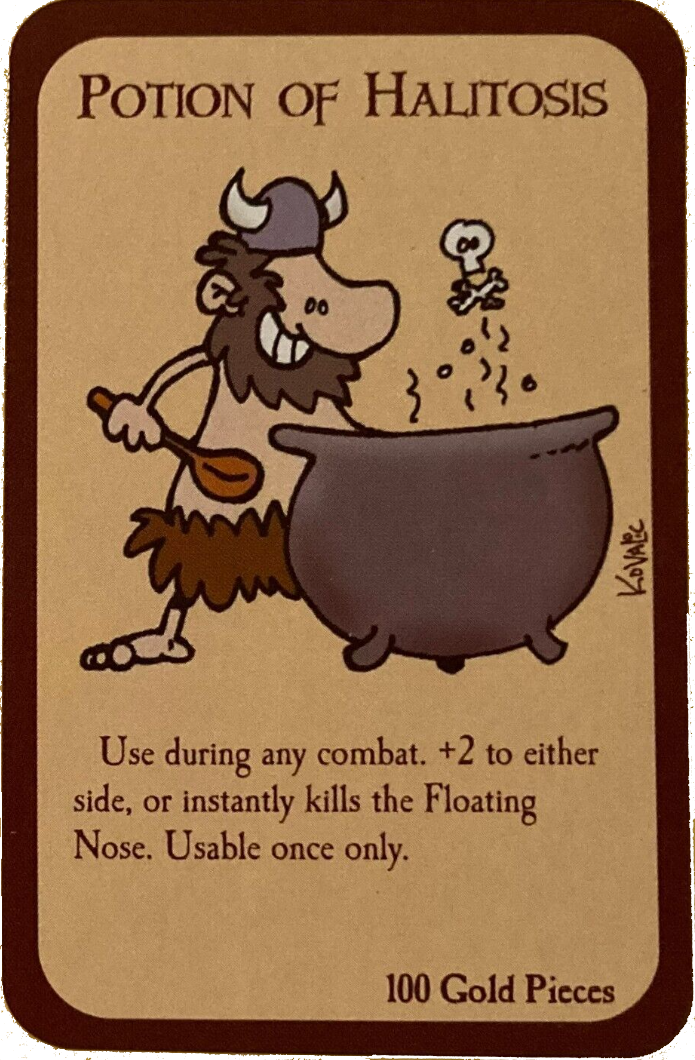 Potion of Halitosis
Kovalic
Use during any combat. +2 to either
side, or instantly kills the Floating
Nose. Usable once only.
100 Gold Pieces